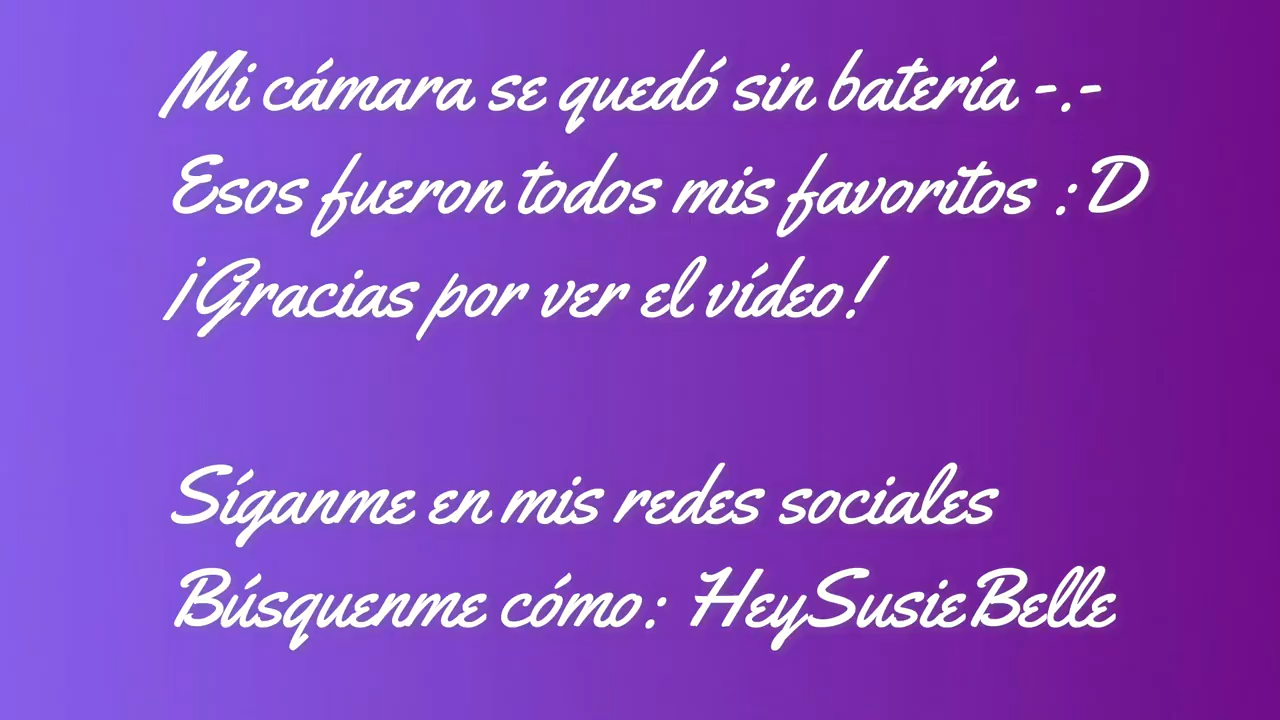 Mi cámara se quedó sin batería -.-
Esos fueron todos mis favoritos :D
¡Gracias por ver el vídeo!
Síganme en mis redes sociales
Búsquenme cómo: HeySusieBelle